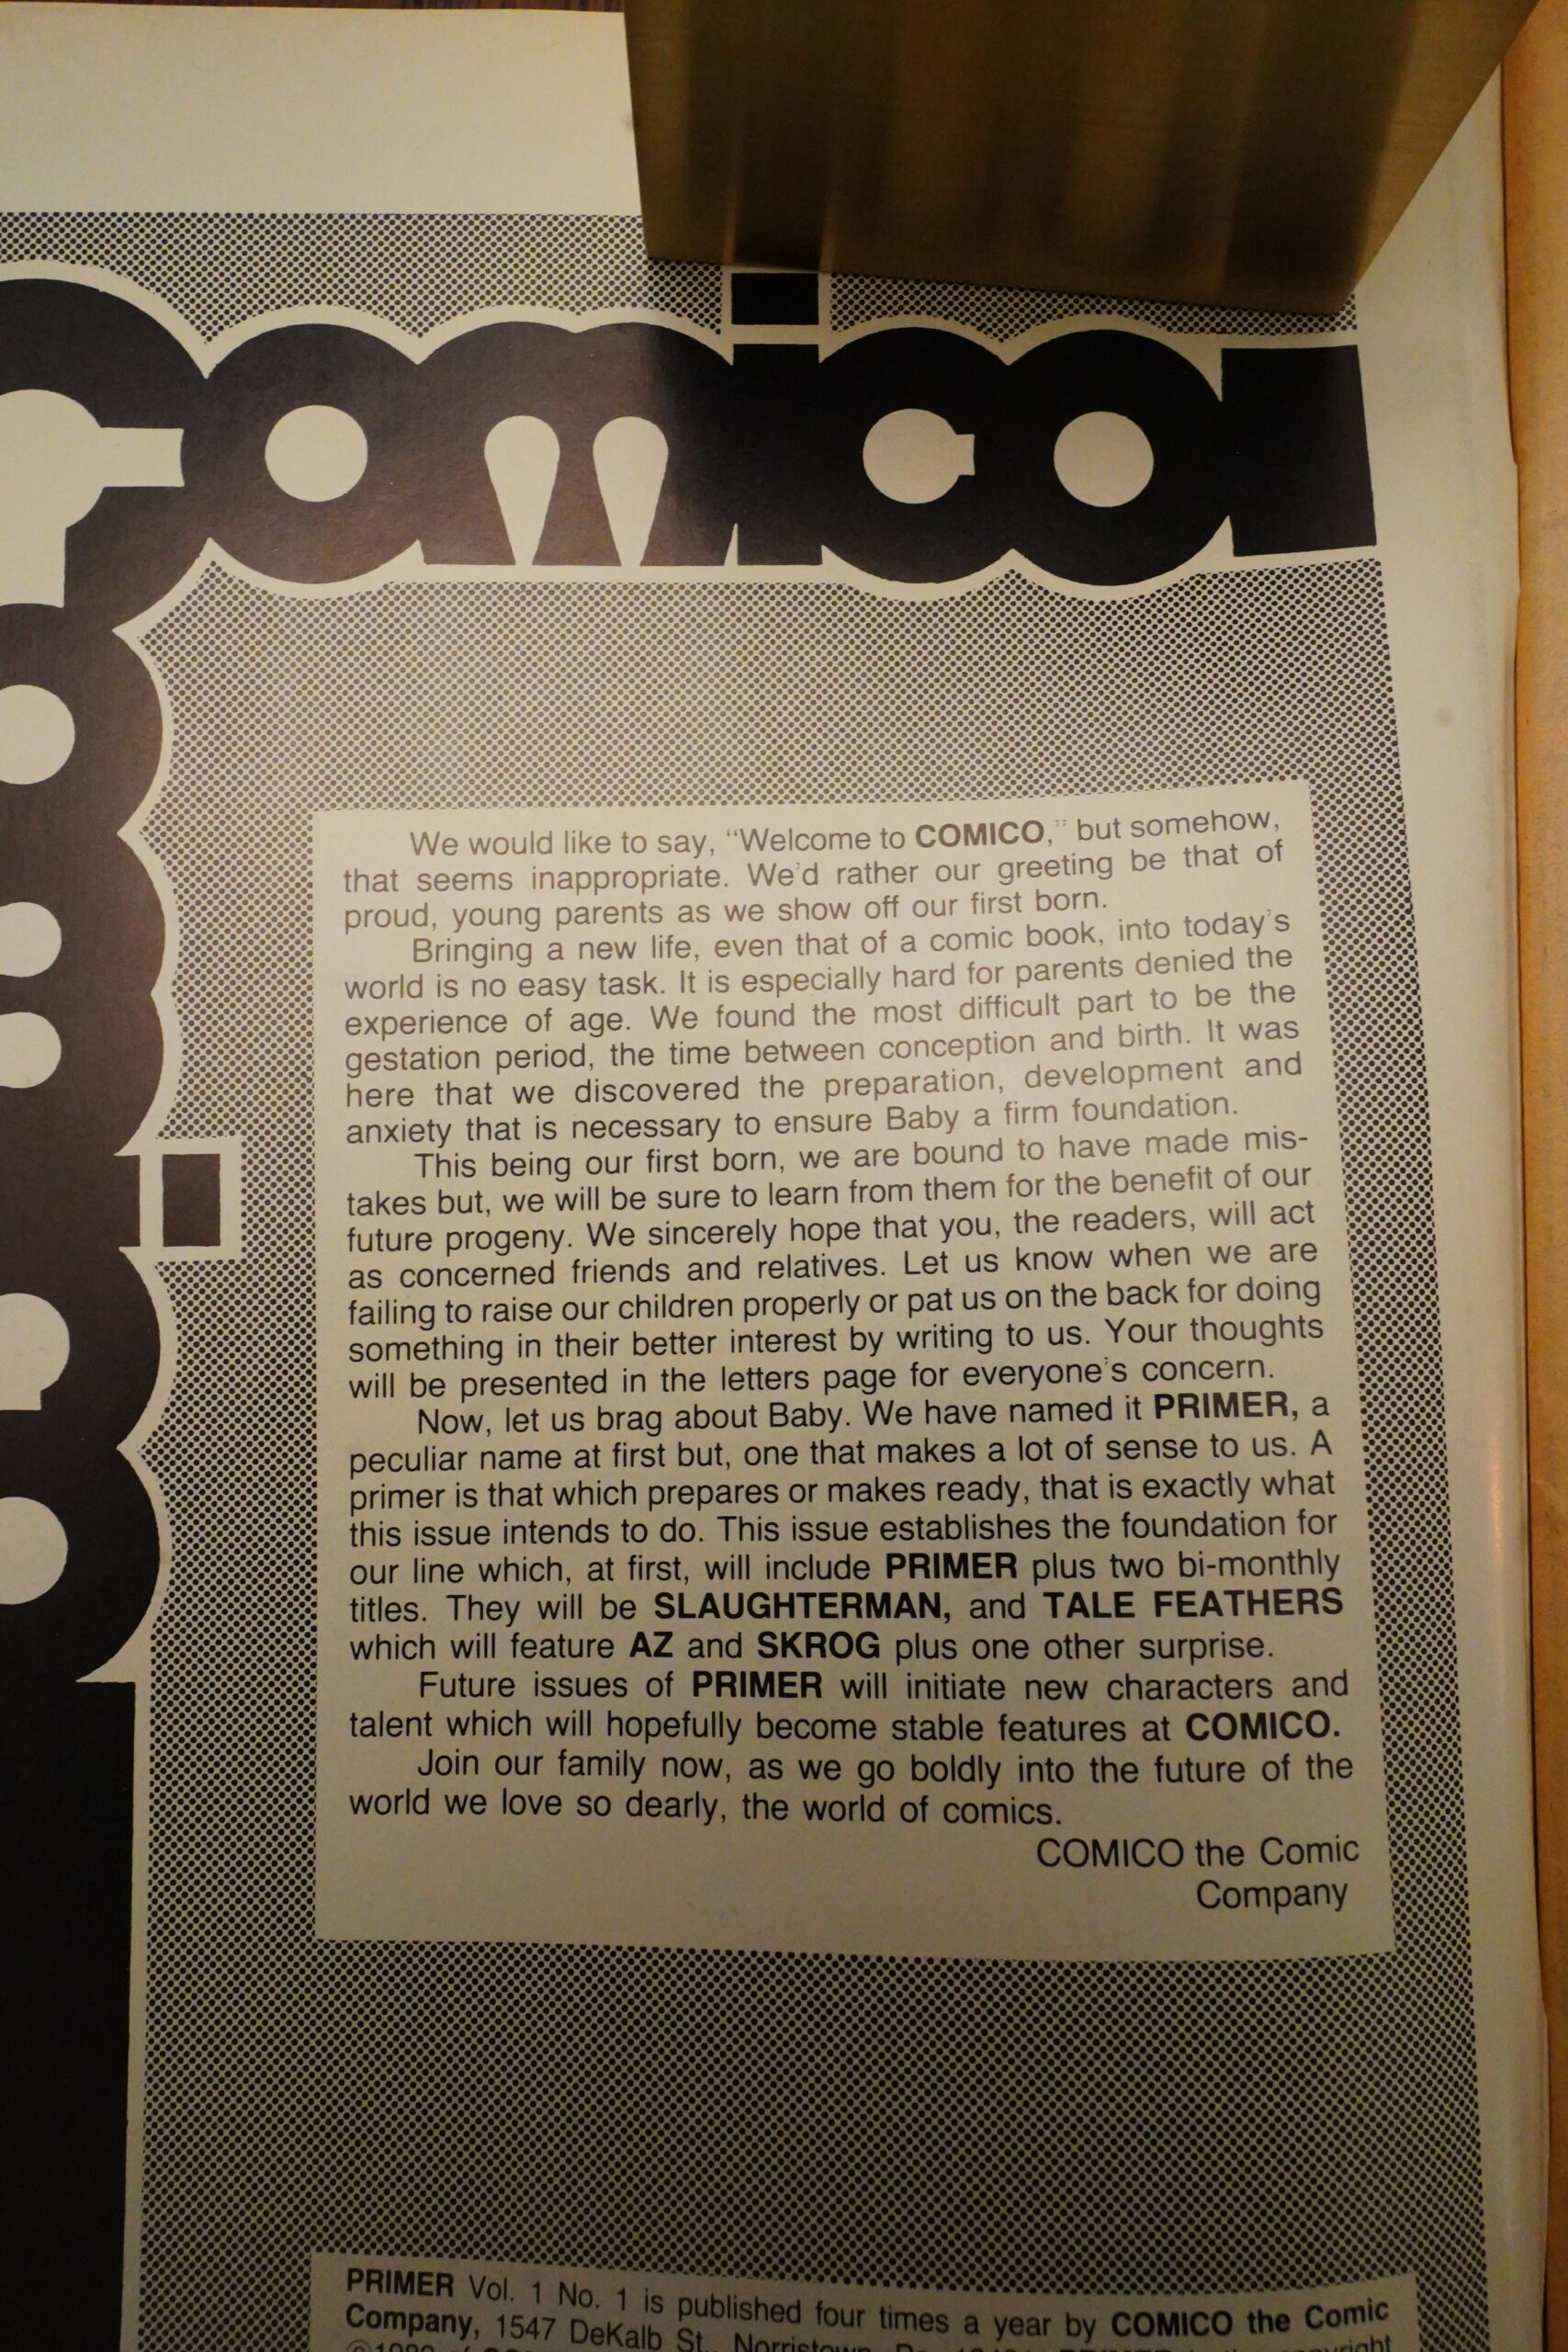 Comico
We would like to say, “Welcome to COMICO,” but somehow,
that seems inappropriate. We'd rather our greeting be that of
proud, young parents as we show off our first born.
Bringing a new life, even that of a comic book, into today's
world is no easy task. It is especially hard for parents denied the
experience of age. We found the most difficult part to be the
gestation period, the time between conception and birth. It was
here that we discovered the preparation, development and
anxiety that is necessary to ensure Baby a firm foundation.
This being our first born, we are bound to have made mis-
takes but, we will be sure to learn from them for the benefit of our
future progeny. We sincerely hope that you, the readers, will act
as concerned friends and relatives. Let us know when we are
failing to raise our children properly or pat us on the back for doing
something in their better interest by writing to us. Your thoughts
will be presented in the letters page for everyone's concern.
Now, let us brag about Baby. We have named it PRIMER, a
peculiar name at first but, one that makes a lot of sense to us. A
primer is that which prepares or makes ready, that is exactly what
this issue intends to do. This issue establishes the foundation for
our line which, at first, will include PRIMER plus two bi-monthly
titles. They will be SLAUGHTERMAN, and TALE FEATHERS
which will feature AZ and SKROG plus one other surprise.
Future issues of PRIMER will initiate new characters and
talent which will hopefully become stable features at COMICO.
Join our family now, as we go boldly into the future of the
world we love so dearly, the world of comics.
COMICO the Comic
Company
PRIMER Vol. 1 No. 1 is published four times a year by COMICO the Comic
Company, 1547 DeKalb St., Norristown, Pa.